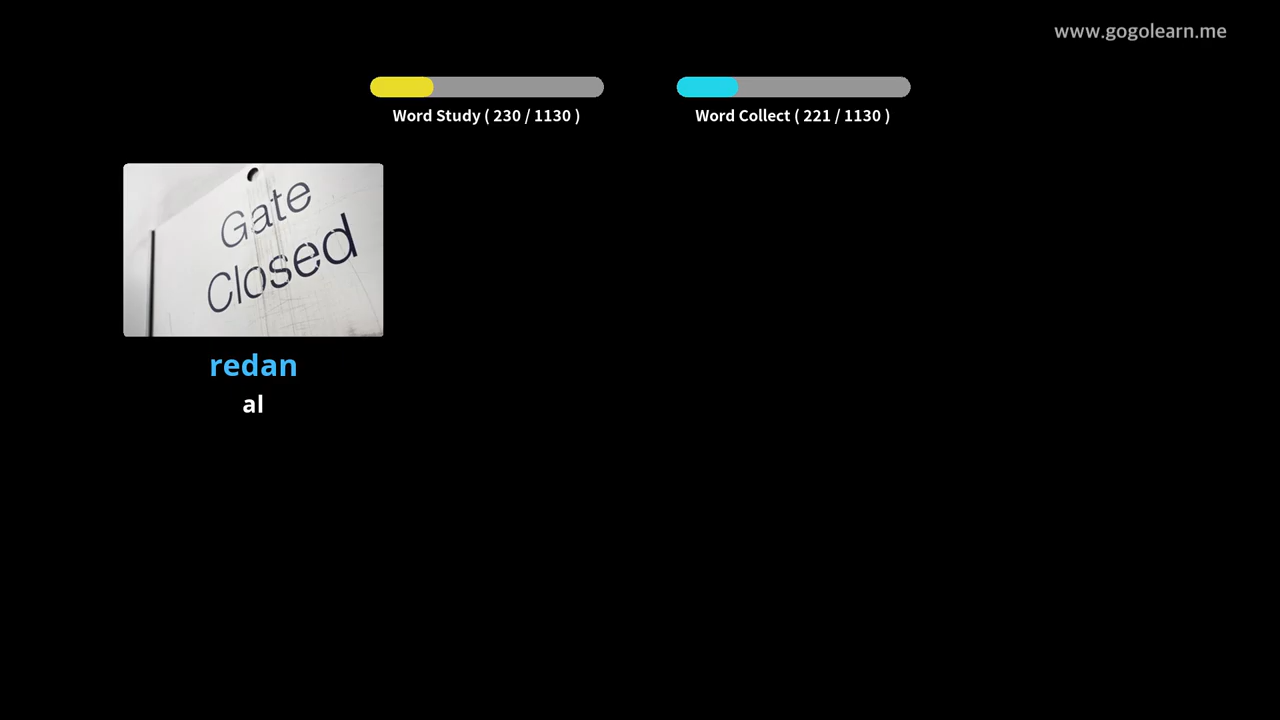 www.gogolearn.me
Word Study ( 230 / 1130 )
Word Collect ( 221 / 1130 )
Gate
Closed
redan
al